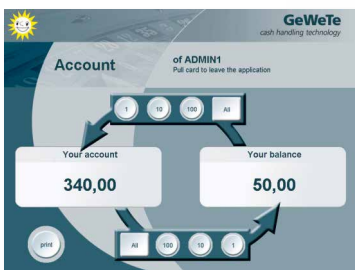 GeWeTe
cash handling technology
Account
of ADMIN1
Pull card to leave the application
1 10 100 All
Your account
340,00
Your balance
50,00
print
All 100 10 1